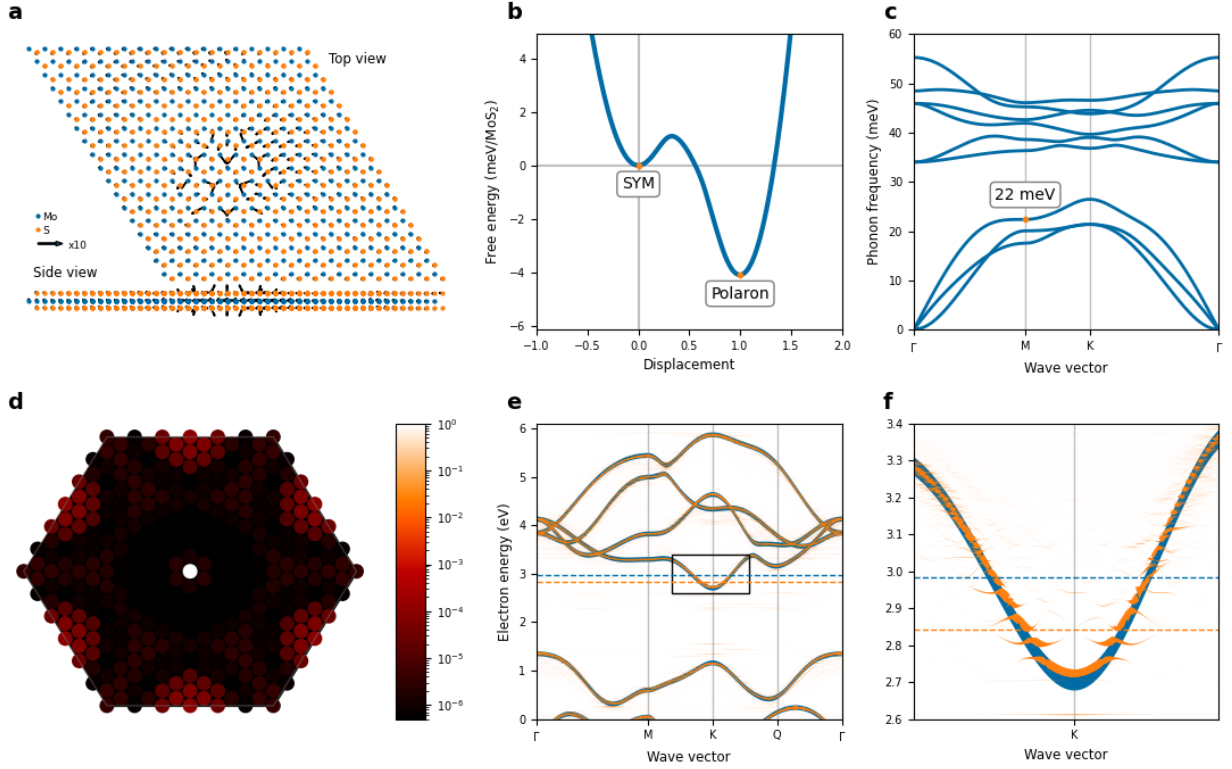 a
Top view
Mo
S
x10
Side view
b
Free energy (meV/MoS₂)
4
2
0
−2
−4
−6
SYM
Polaron
−1.0 −0.5 0.0 0.5 1.0 1.5 2.0
Displacement
c
Phonon frequency (meV)
60
50
40
30
20
10
0
22 meV
Γ M K Γ
Wave vector
d
10⁰
10⁻¹
10⁻²
10⁻³
10⁻⁴
10⁻⁵
10⁻⁶
e
Electron energy (eV)
6
5
4
3
2
1
0
Γ M K Q Γ
Wave vector
f
3.4
3.3
3.2
3.1
3.0
2.9
2.8
2.7
2.6
K
Wave vector